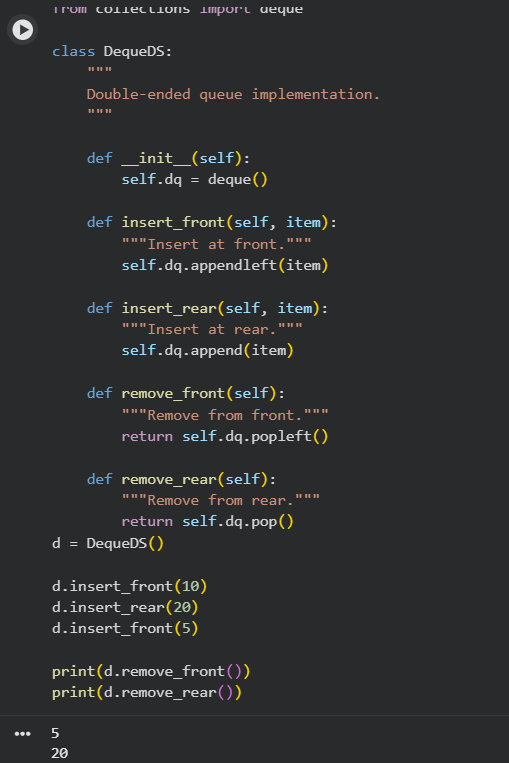 from collections import deque
class DequeDS:
    """
    Double-ended queue implementation.
    """
    def __init__(self):
        self.dq = deque()
    def insert_front(self, item):
        """Insert at front."""
        self.dq.appendleft(item)
    def insert_rear(self, item):
        """Insert at rear."""
        self.dq.append(item)
    def remove_front(self):
        """Remove from front."""
        return self.dq.popleft()
    def remove_rear(self):
        """Remove from rear."""
        return self.dq.pop()
d = DequeDS()
d.insert_front(10)
d.insert_rear(20)
d.insert_front(5)
print(d.remove_front())
print(d.remove_rear())
5
20